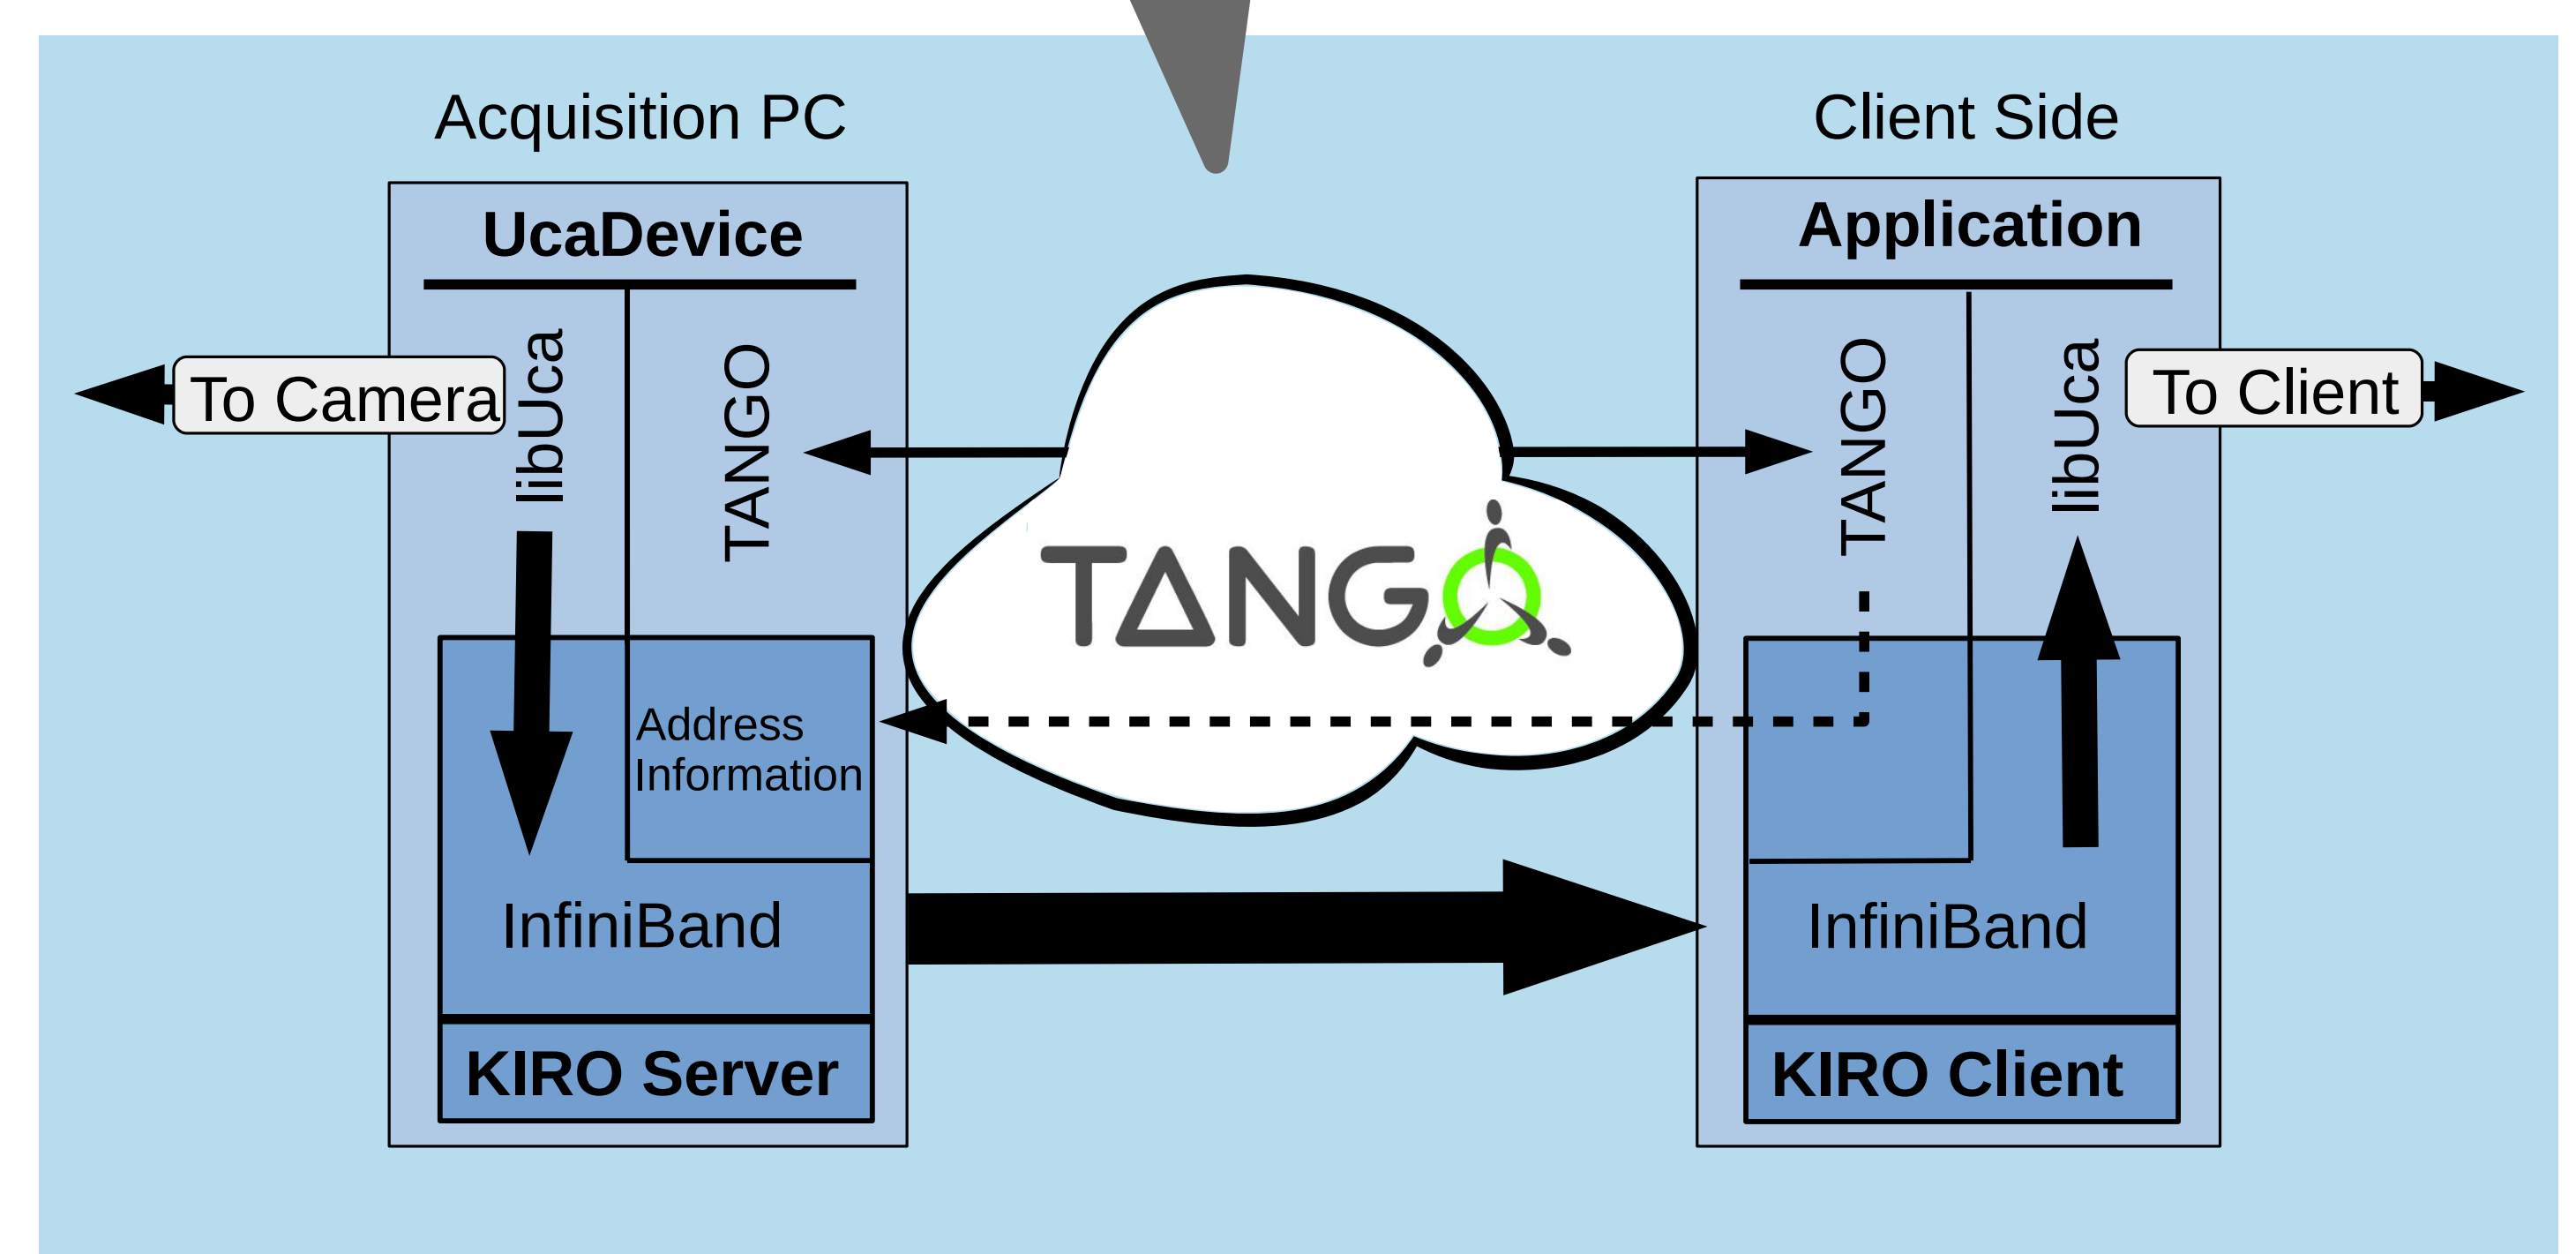 Acquisition PC
Client Side
UcaDevice
Application
To Camera
libUca
TANGO
TANGO
libUca
To Client
TANGO
Address
Information
InfiniBand
InfiniBand
KIRO Server
KIRO Client